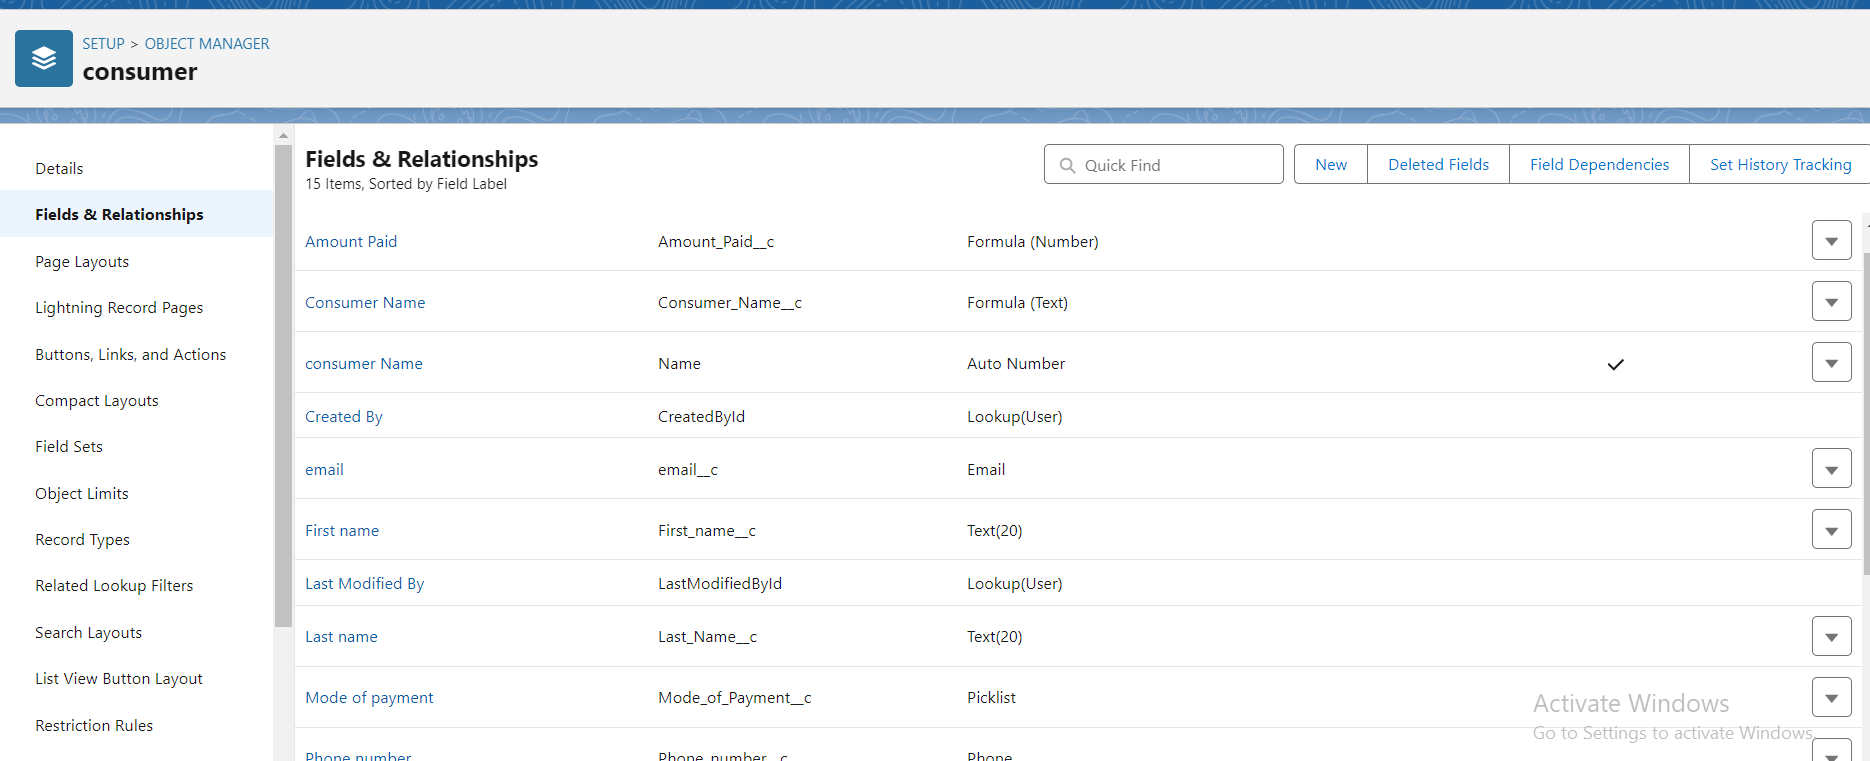 SETUP > OBJECT MANAGER
consumer
Details
Fields & Relationships
Page Layouts
Lightning Record Pages
Buttons, Links, and Actions
Compact Layouts
Field Sets
Object Limits
Record Types
Related Lookup Filters
Search Layouts
List View Button Layout
Restriction Rules
Fields & Relationships
15 Items, Sorted by Field Label
Quick Find
New Deleted Fields Field Dependencies Set History Tracking
Amount Paid Amount_Paid__c Formula (Number)
Consumer Name Consumer_Name__c Formula (Text)
consumer Name Name Auto Number
Created By CreatedById Lookup(User)
email email__c Email
First name First_name__c Text(20)
Last Modified By LastModifiedById Lookup(User)
Last name Last_Name__c Text(20)
Mode of payment Mode_of_Payment__c Picklist
Phone number Phone_number__c Phone
Activate Windows
Go to Settings to activate Windows.